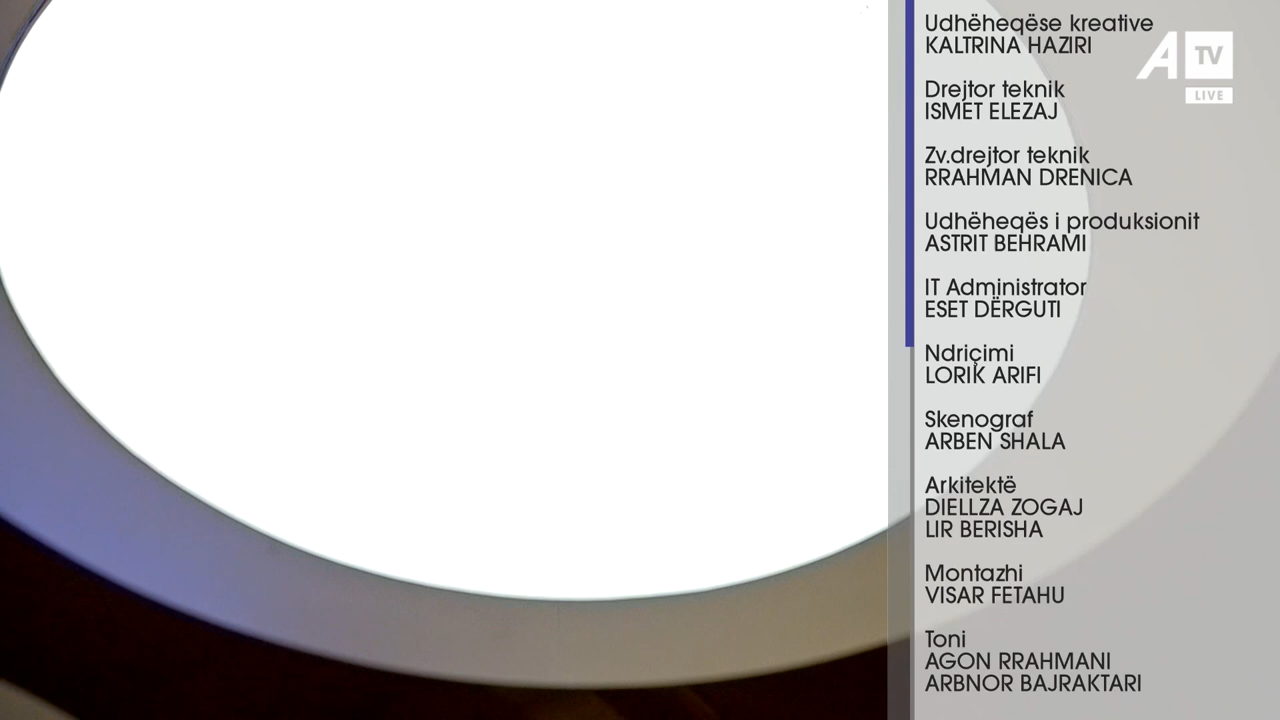 Udhëheqëse kreative
KALTRINA HAZIRI
A TV
LIVE
Drejtor teknik
ISMET ELEZAJ
Zv.drejtor teknik
RRAHMAN DRENICA
Udhëheqës i produksionit
ASTRIT BEHRAMI
IT Administrator
ESET DËRGUTI
Ndriçimi
LORIK ARIFI
Skenograf
ARBEN SHALA
Arkitektë
DIELLZA ZOGAJ
LIR BERISHA
Montazhi
VISAR FETAHU
Toni
AGON RRAHMANI
ARBNOR BAJRAKTARI